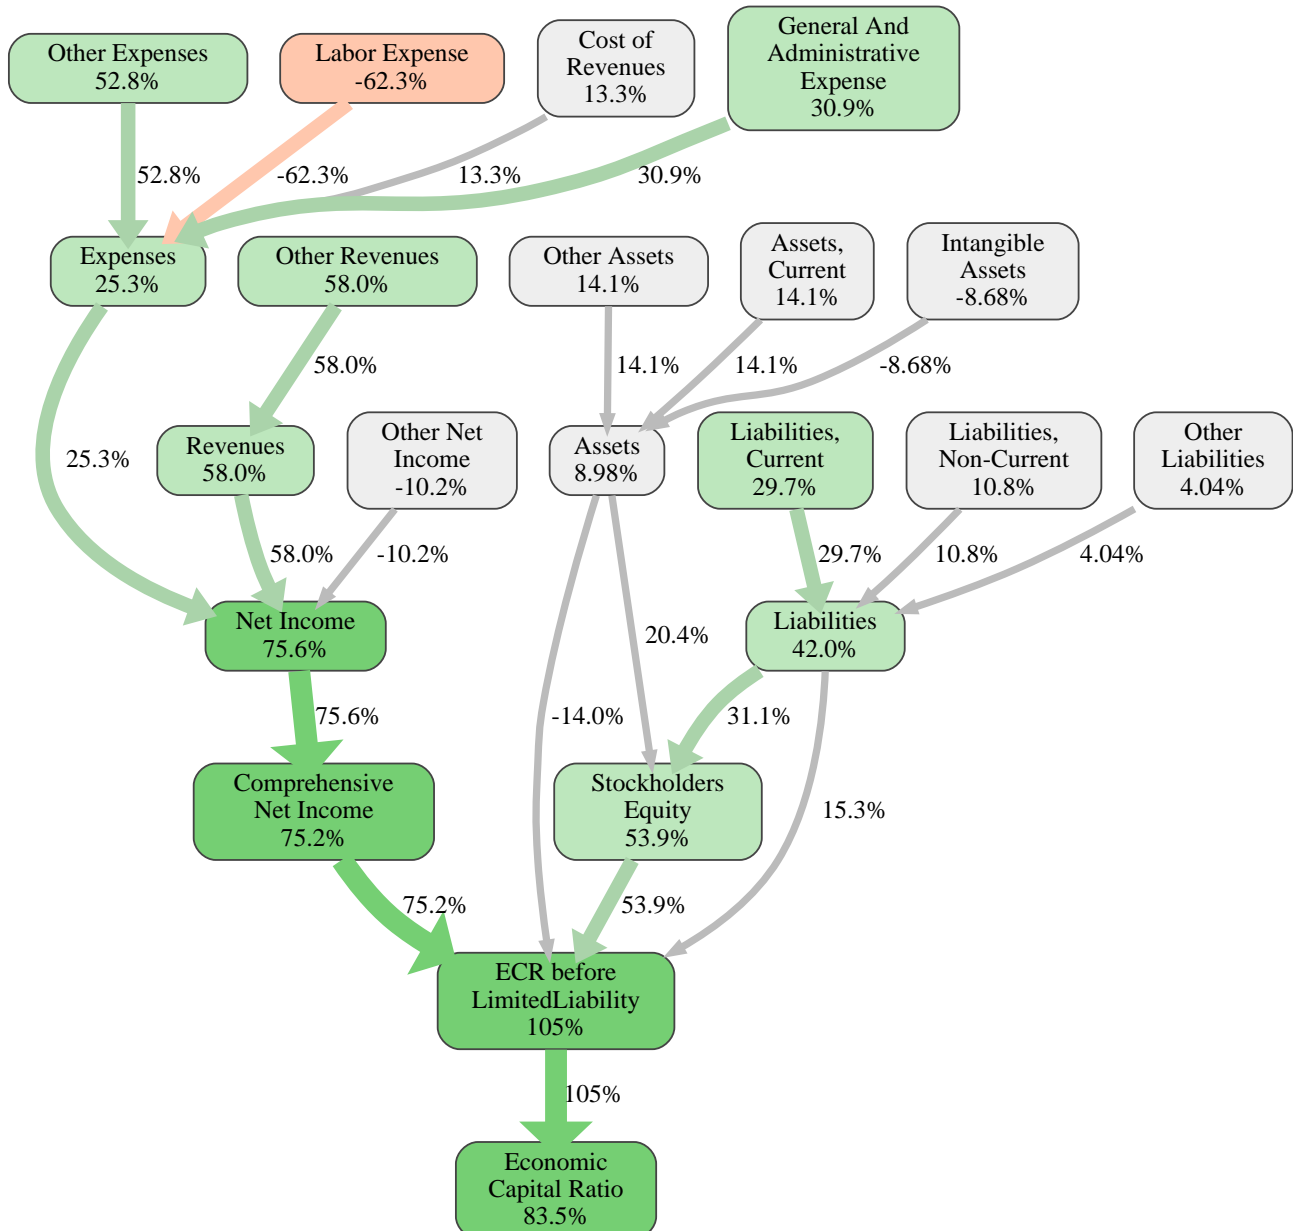 Other Expenses
52.8%
Labor Expense
-62.3%
Cost of
Revenues
13.3%
General And
Administrative
Expense
30.9%
52.8%
-62.3%
13.3%
30.9%
Expenses
25.3%
Other Revenues
58.0%
Other Assets
14.1%
Assets,
Current
14.1%
Intangible
Assets
-8.68%
58.0%
14.1%
14.1%
-8.68%
25.3%
Revenues
58.0%
Other Net
Income
-10.2%
Assets
8.98%
Liabilities,
Current
29.7%
Liabilities,
Non-Current
10.8%
Other
Liabilities
4.04%
58.0%
-10.2%
29.7%
10.8%
4.04%
Net Income
75.6%
20.4%
Liabilities
42.0%
75.6%
-14.0%
31.1%
Comprehensive
Net Income
75.2%
Stockholders
Equity
53.9%
15.3%
75.2%
53.9%
ECR before
LimitedLiability
105%
105%
Economic
Capital Ratio
83.5%